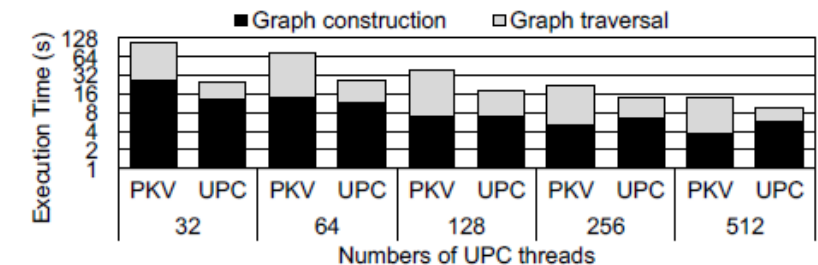 ■ Graph construction □ Graph traversal
Execution Time (s)
128
64
32
16
8
4
2
1
PKV UPC PKV UPC PKV UPC PKV UPC PKV UPC
32 64 128 256 512
Numbers of UPC threads